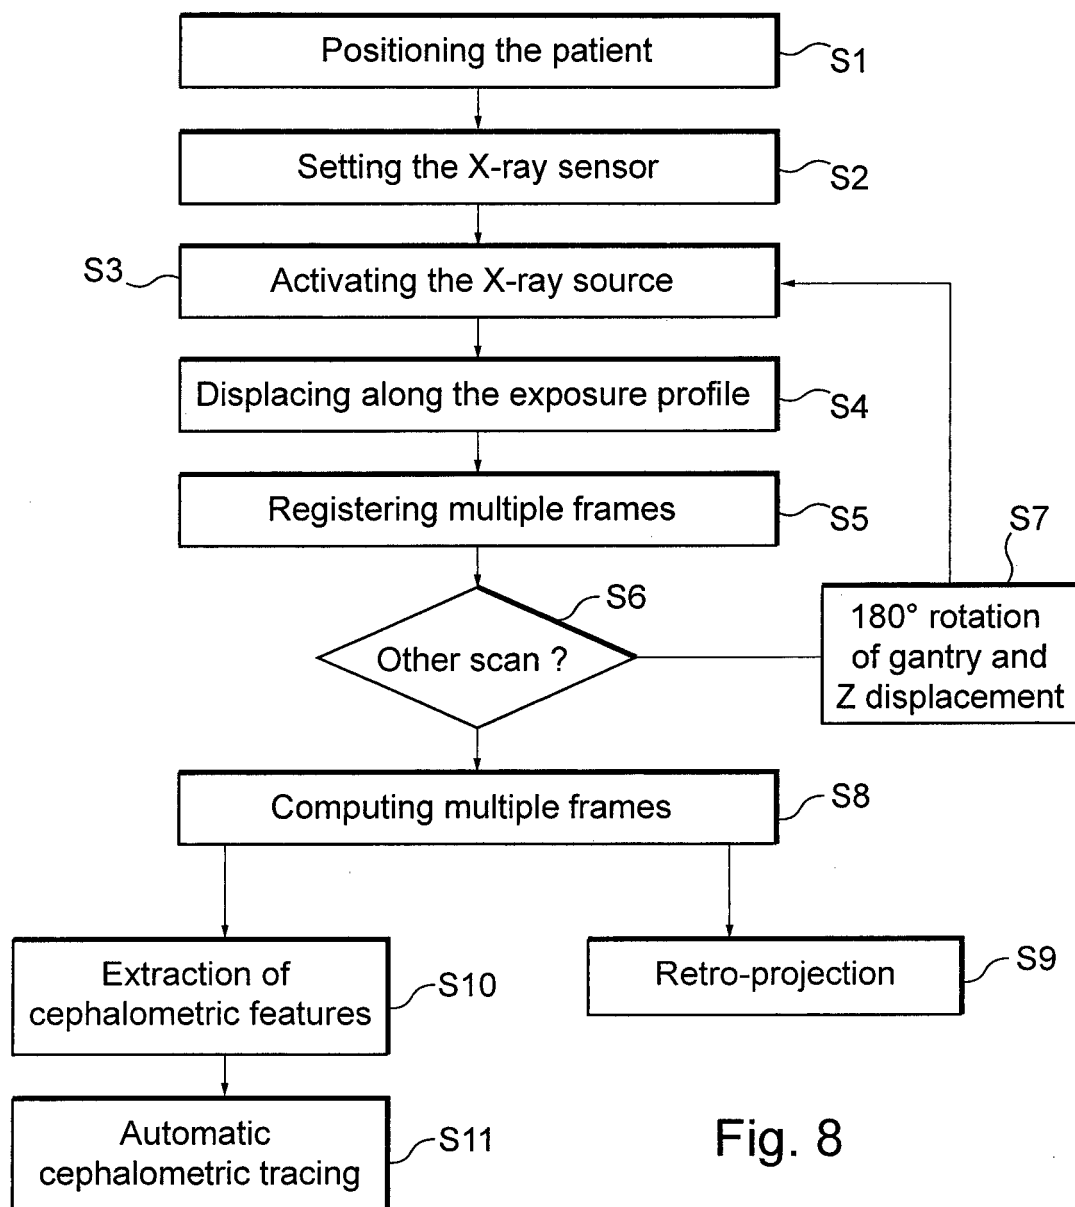 Positioning the patient
S1
Setting the X-ray sensor
S2
S3
Activating the X-ray source
Displacing along the exposure profile
S4
Registering multiple frames
S5
S7
S6
Other scan ?
180° rotation
of gantry and
Z displacement
Computing multiple frames
S8
Extraction of
cephalometric features
S10
Retro-projection
S9
Automatic
cephalometric tracing
S11
Fig. 8